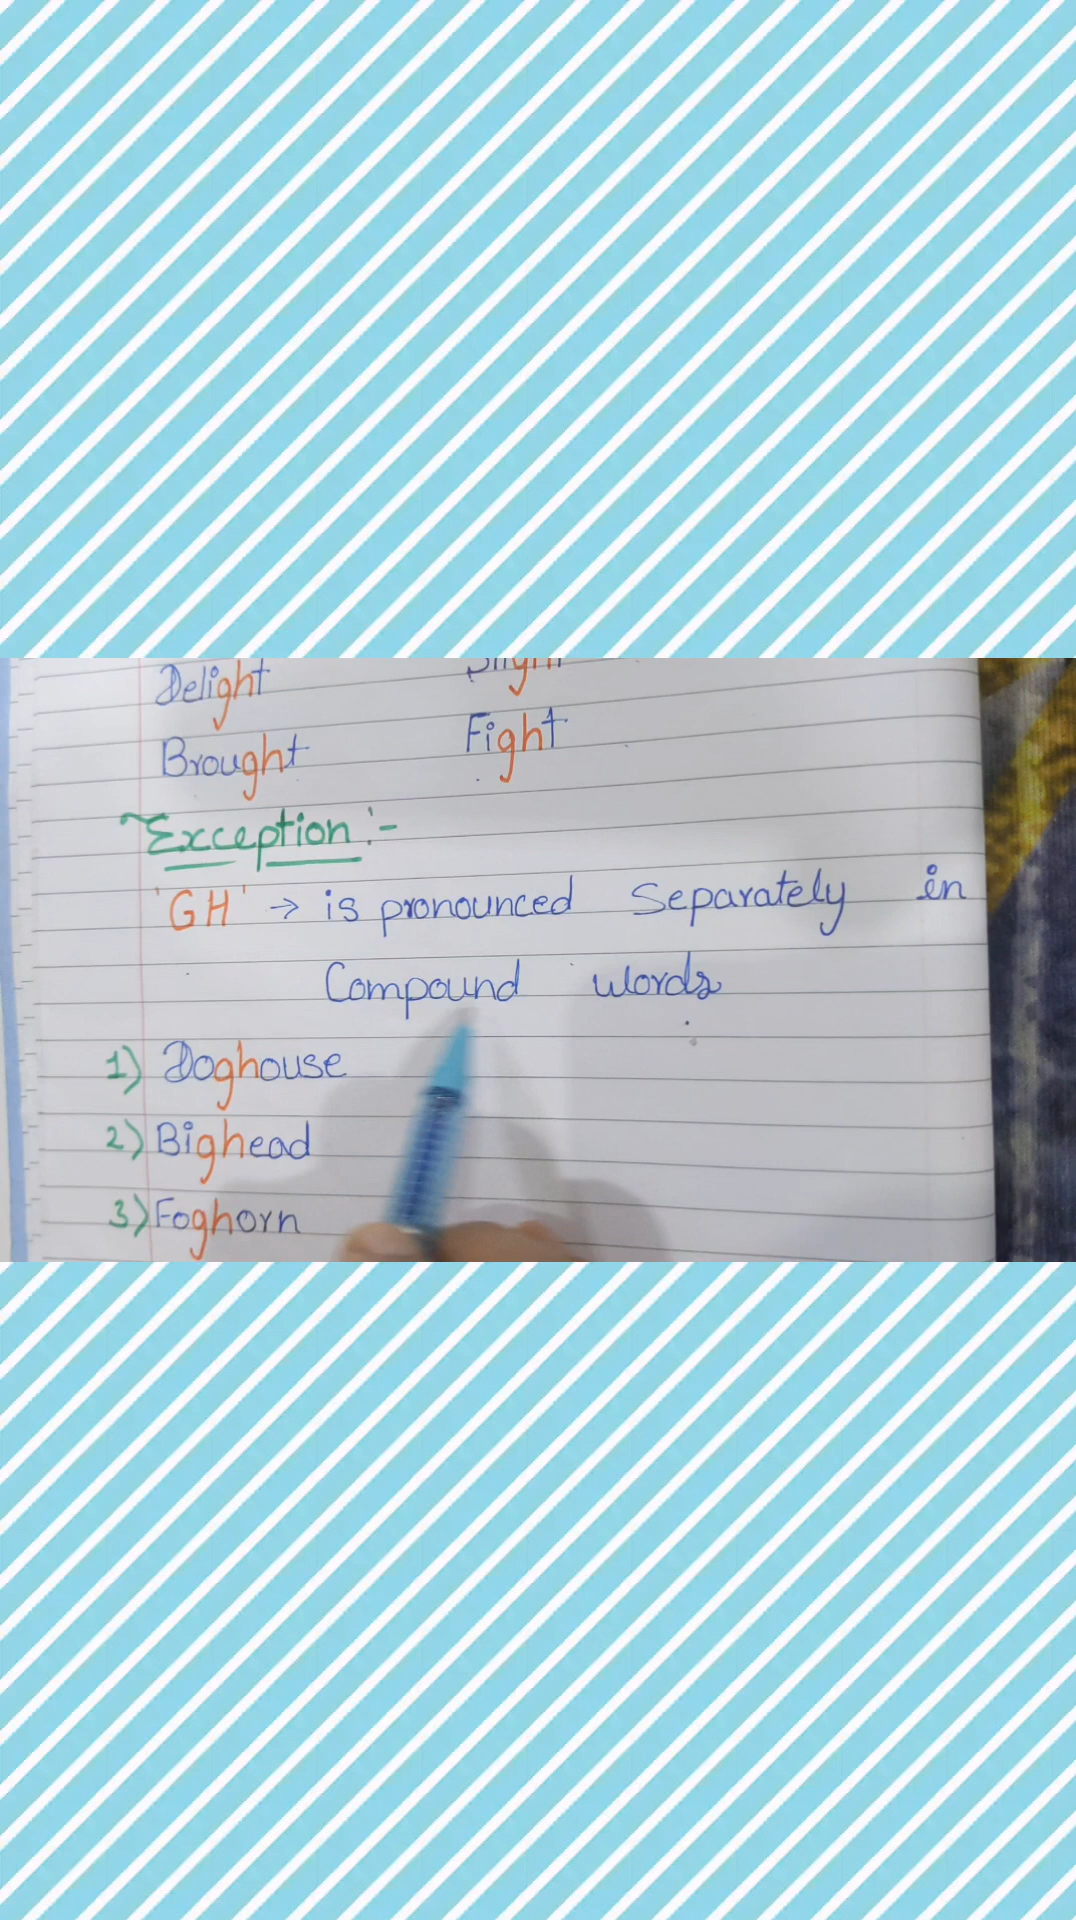 Delight
Brought Fight
Exception :-
'GH' → is pronounced Separately in
Compound words
1) Doghouse
2) Bighead
3) Foghorn